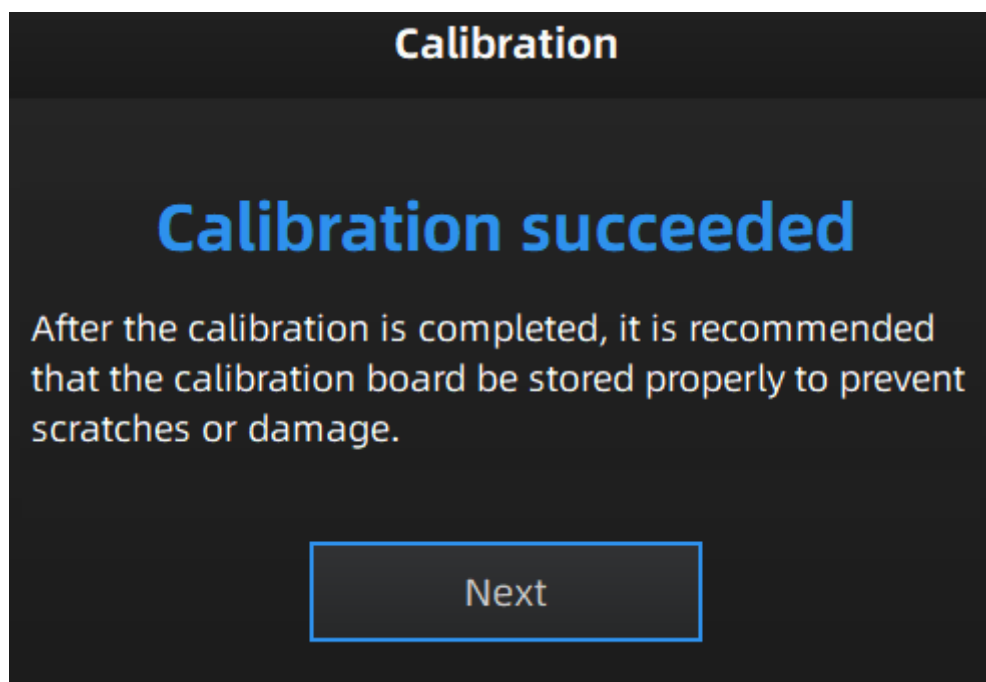 Calibration
Calibration succeeded
After the calibration is completed, it is recommended
that the calibration board be stored properly to prevent
scratches or damage.
Next